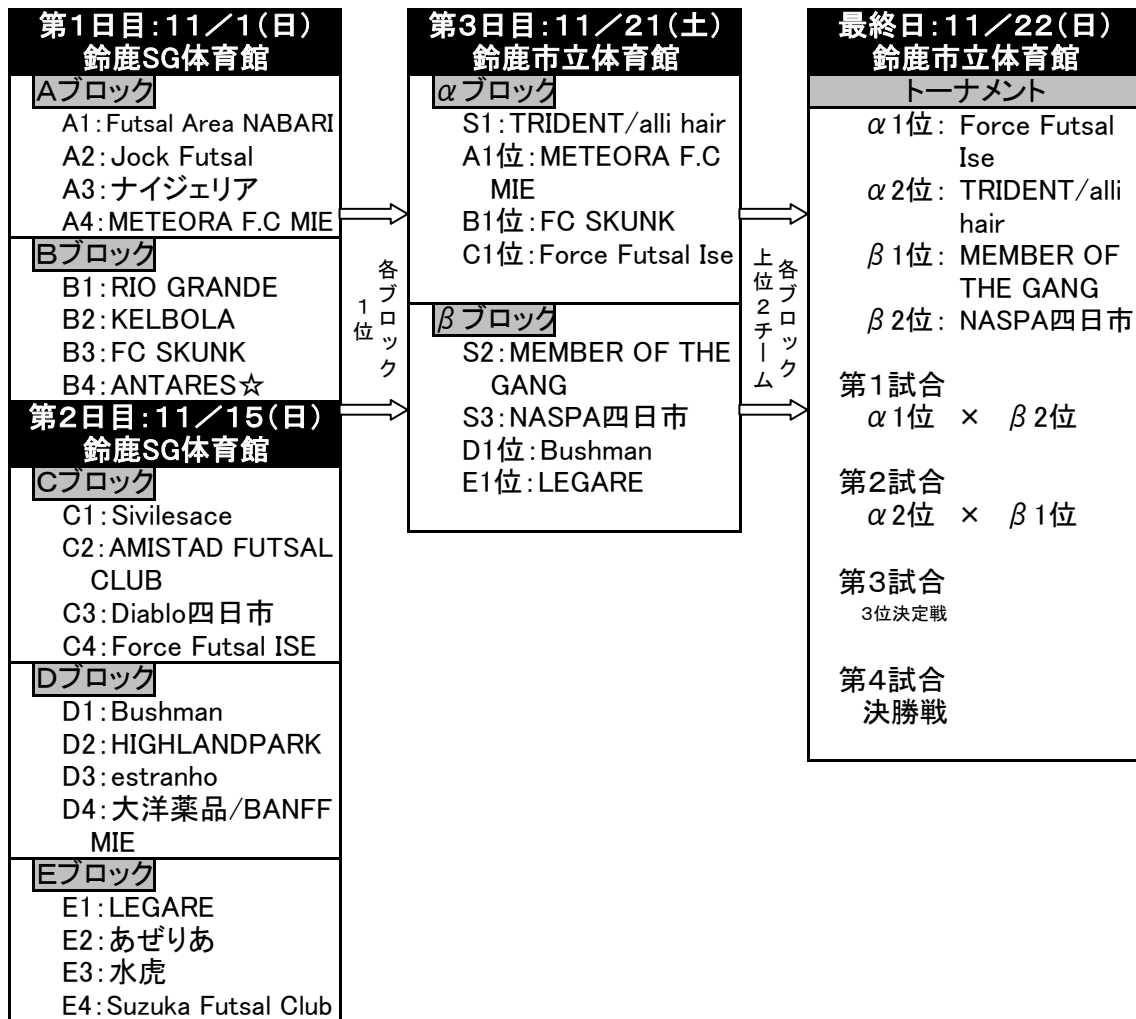 第1日目：11／1（日）
鈴鹿SG体育館
Aブロック
A1：Futsal Area NABARI
A2：Jock Futsal
A3：ナイジェリア
A4：METEORA F.C MIE
Bブロック
B1：RIO GRANDE
B2：KELBOLA
B3：FC SKUNK
B4：ANTARES☆
第2日目：11／15（日）
鈴鹿SG体育館
Cブロック
C1：Sivilesace
C2：AMISTAD FUTSAL
CLUB
C3：Diablo四日市
C4：Force Futsal ISE
Dブロック
D1：Bushman
D2：HIGHLANDPARK
D3：estranho
D4：大洋薬品/BANFF
MIE
Eブロック
E1：LEGARE
E2：あぜりあ
E3：水虎
E4：Suzuka Futsal Club
各ブロック
1位
第3日目：11／21（土）
鈴鹿市立体育館
αブロック
S1：TRIDENT/alli hair
A1位：METEORA F.C
MIE
B1位：FC SKUNK
C1位：Force Futsal Ise
βブロック
S2：MEMBER OF THE
GANG
S3：NASPA四日市
D1位：Bushman
E1位：LEGARE
各ブロック
上位2チーム
最終日：11／22（日）
鈴鹿市立体育館
トーナメント
α1位： Force Futsal
Ise
α2位： TRIDENT/alli
hair
β1位： MEMBER OF
THE GANG
β2位： NASPA四日市
第1試合
α1位 × β2位
第2試合
α2位 × β1位
第3試合
3位決定戦
第4試合
決勝戦